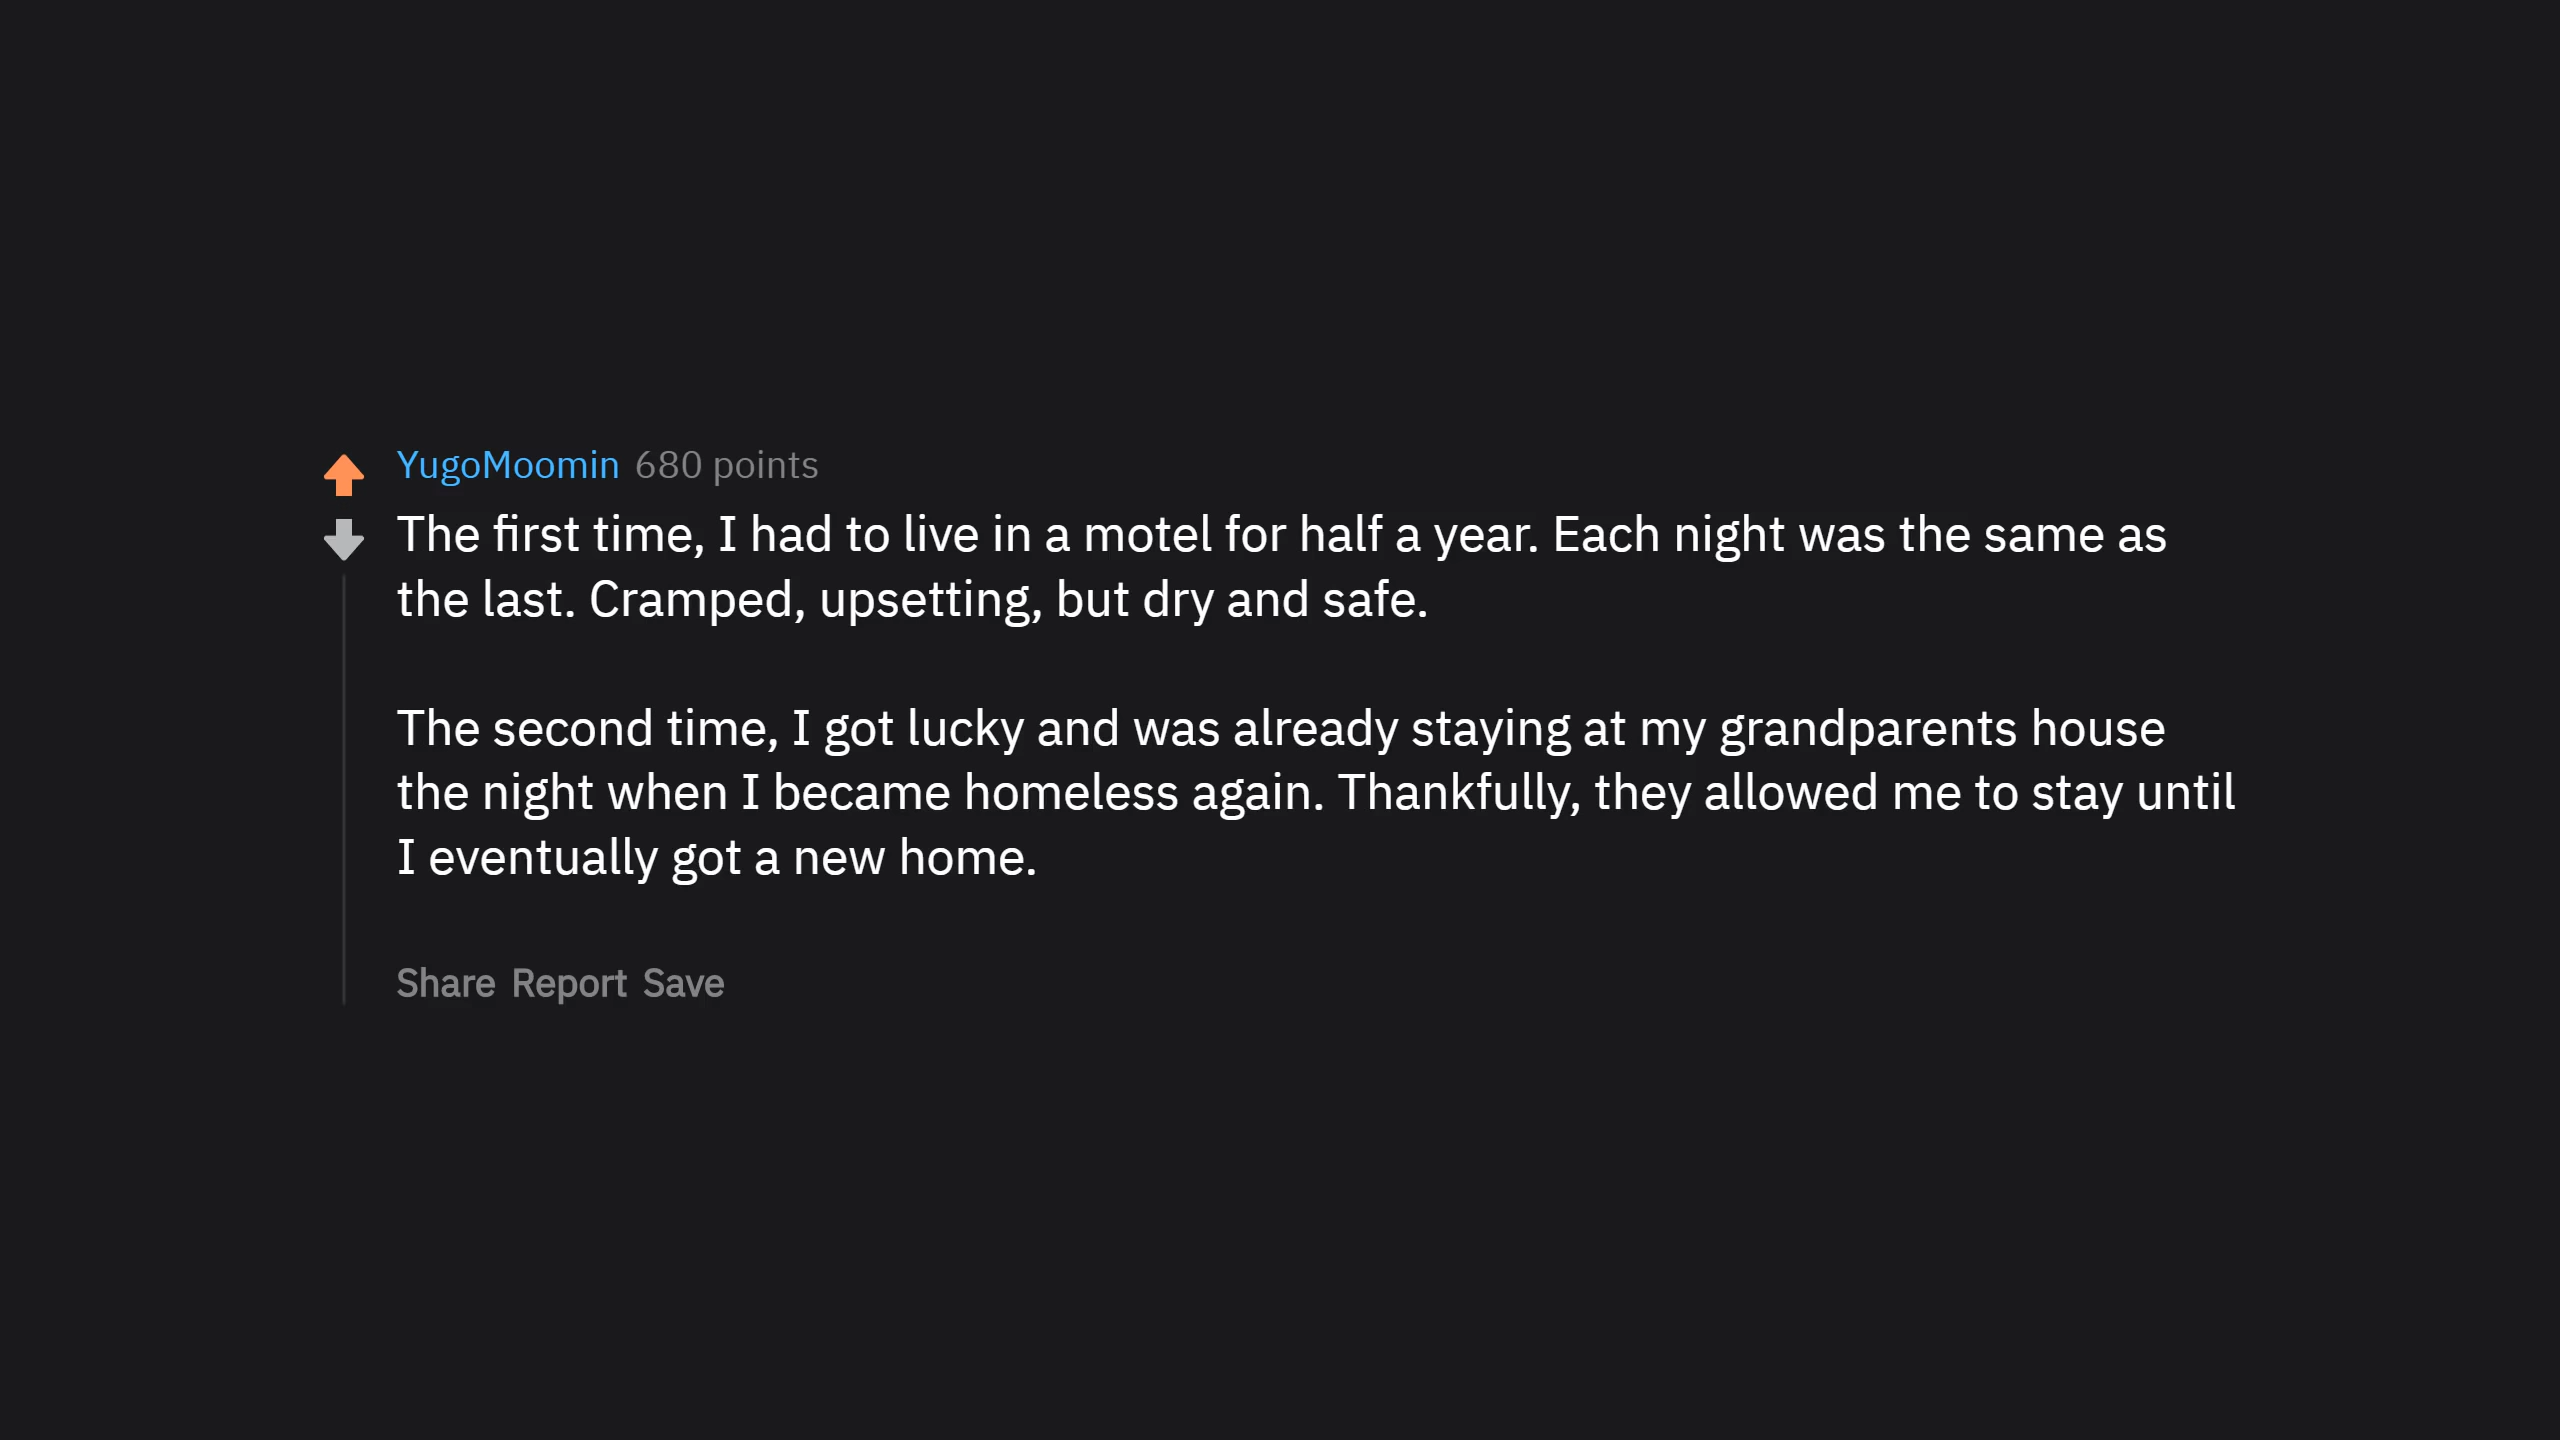 YugoMoomin 680 points
The first time, I had to live in a motel for half a year. Each night was the same as
the last. Cramped, upsetting, but dry and safe.
The second time, I got lucky and was already staying at my grandparents house
the night when I became homeless again. Thankfully, they allowed me to stay until
I eventually got a new home.
Share Report Save